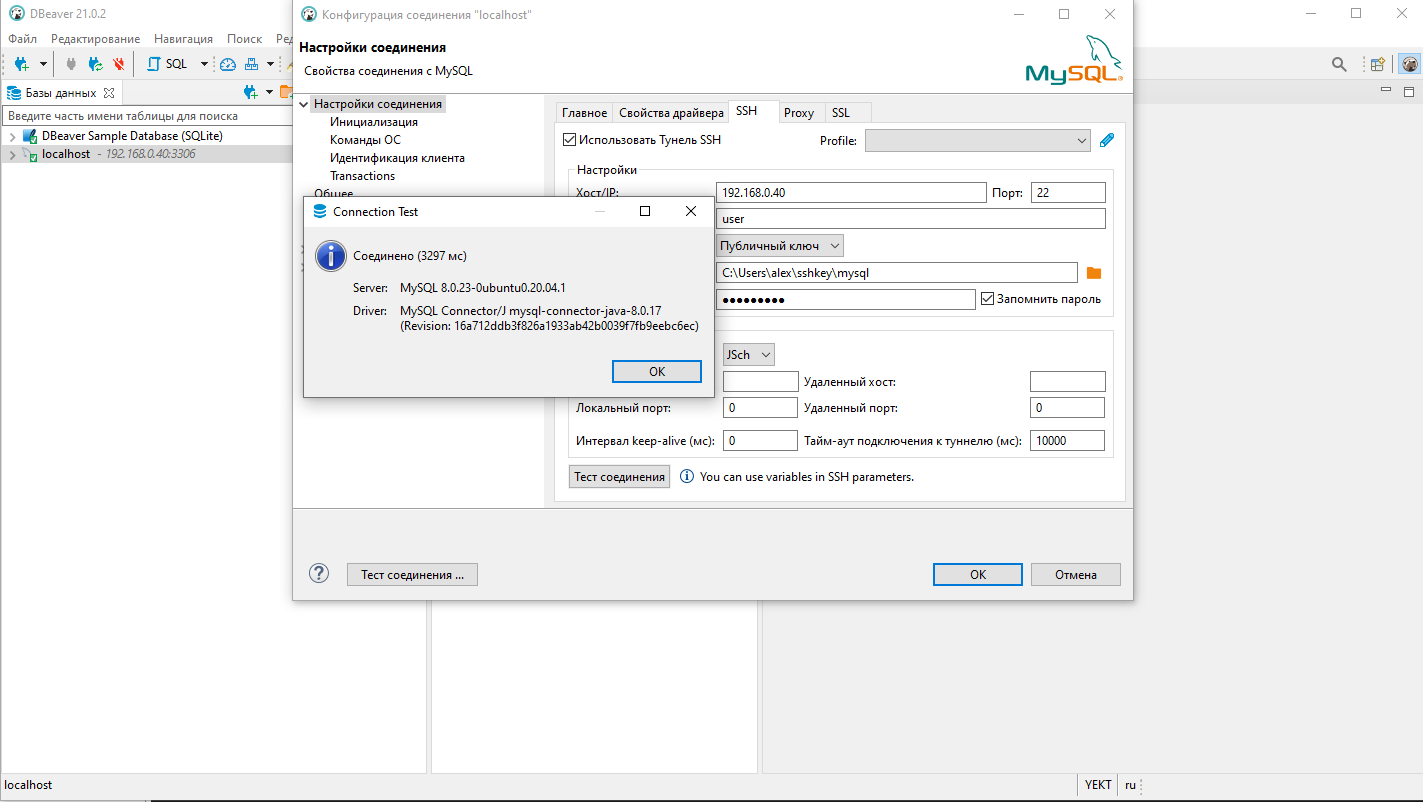 DBeaver 21.0.2
Файл Редактирование Навигация Поиск Ред
SQL
Базы данных
Введите часть имени таблицы для поиска
DBeaver Sample Database (SQLite)
localhost - 192.168.0.40:3306
Конфигурация соединения "localhost"
Настройки соединения
Свойства соединения с MySQL
MySQL
Настройки соединения
Инициализация
Команды ОС
Идентификация клиента
Transactions
Общее
Главное Свойства драйвера SSH Proxy SSL
Использовать Тунель SSH Profile:
Настройки
Хост/IP: 192.168.0.40 Порт: 22
user
Публичный ключ
C:\Users\alex\sshkey\mysql
●●●●●●●●● Запомнить пароль
JSch
Удаленный хост:
Локальный порт: 0 Удаленный порт: 0
Интервал keep-alive (мс): 0 Тайм-аут подключения к туннелю (мс): 10000
Тест соединения You can use variables in SSH parameters.
Тест соединения ... OK Отмена
Connection Test
Соединено (3297 мс)
Server: MySQL 8.0.23-0ubuntu0.20.04.1
Driver: MySQL Connector/J mysql-connector-java-8.0.17
(Revision: 16a712ddb3f826a1933ab42b0039f7fb9eebc6ec)
OK
localhost YEKT ru